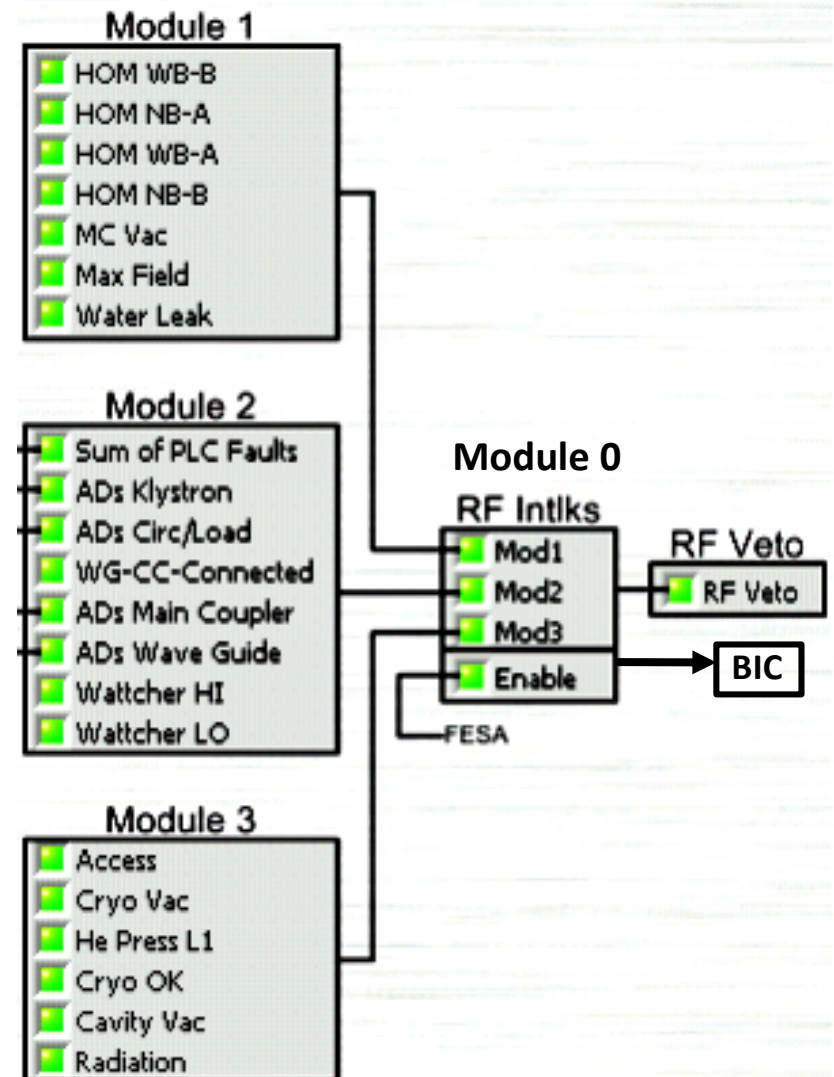 Module 1
HOM WB-B
HOM NB-A
HOM WB-A
HOM NB-B
MC Vac
Max Field
Water Leak
Module 2
Sum of PLC Faults
ADs Klystron
ADs Circ/Load
WG-CC-Connected
ADs Main Coupler
ADs Wave Guide
Wattcher HI
Wattcher LO
Module 3
Access
Cryo Vac
He Press L1
Cryo OK
Cavity Vac
Radiation
Module 0
RF Intlks
Mod1
Mod2
Mod3
Enable
FESA
RF Veto
RF Veto
BIC